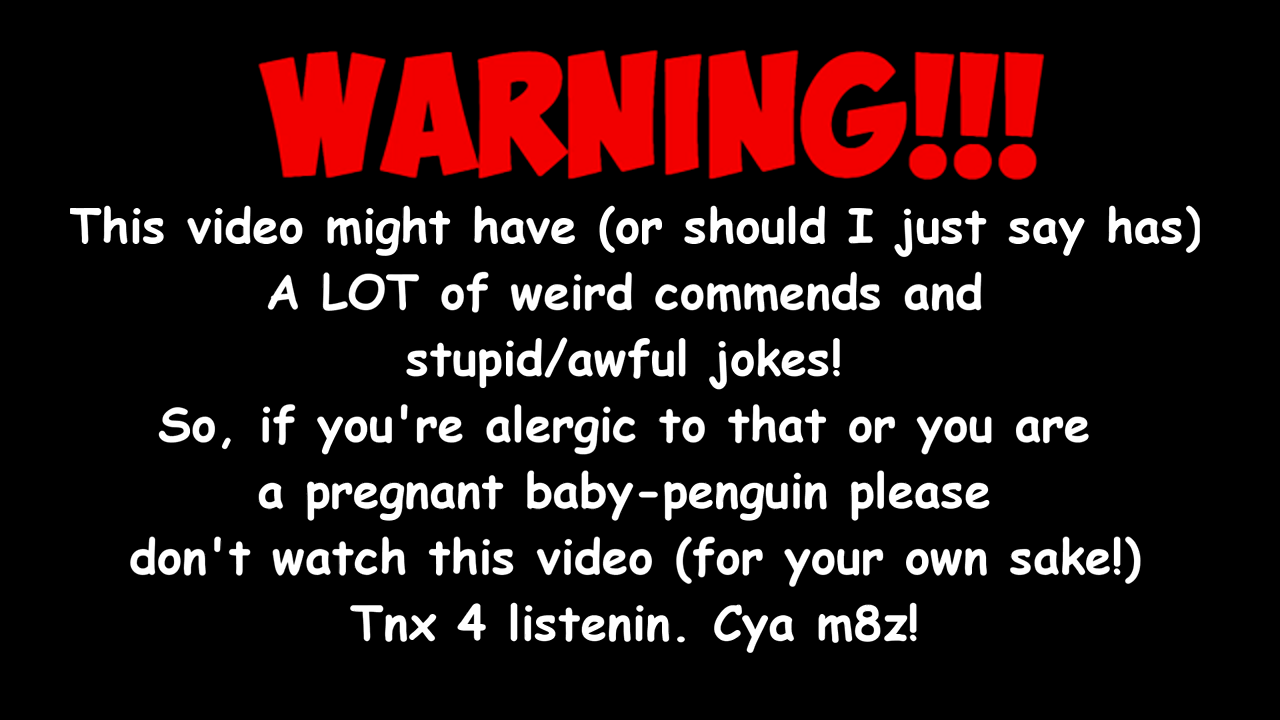 WARNING!!!
This video might have (or should I just say has)
A LOT of weird commends and
stupid/awful jokes!
So, if you're alergic to that or you are
a pregnant baby-penguin please
don't watch this video (for your own sake!)
Tnx 4 listenin. Cya m8z!